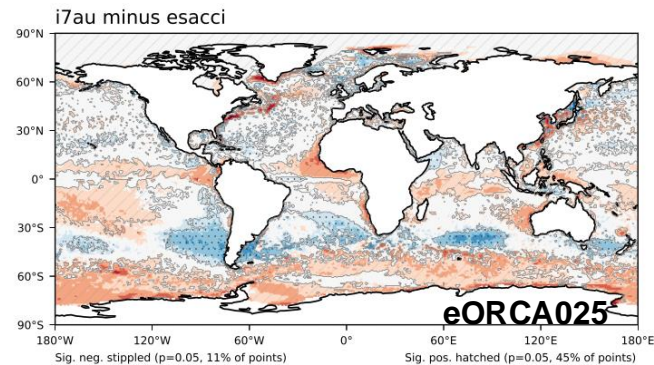 i7au minus esacci
90°N
60°N
30°N
0°
30°S
60°S
90°S
eORCA025
180°W 120°W 60°W 0° 60°E 120°E 180°E
Sig. neg. stippled (p=0.05, 11% of points) Sig. pos. hatched (p=0.05, 45% of points)